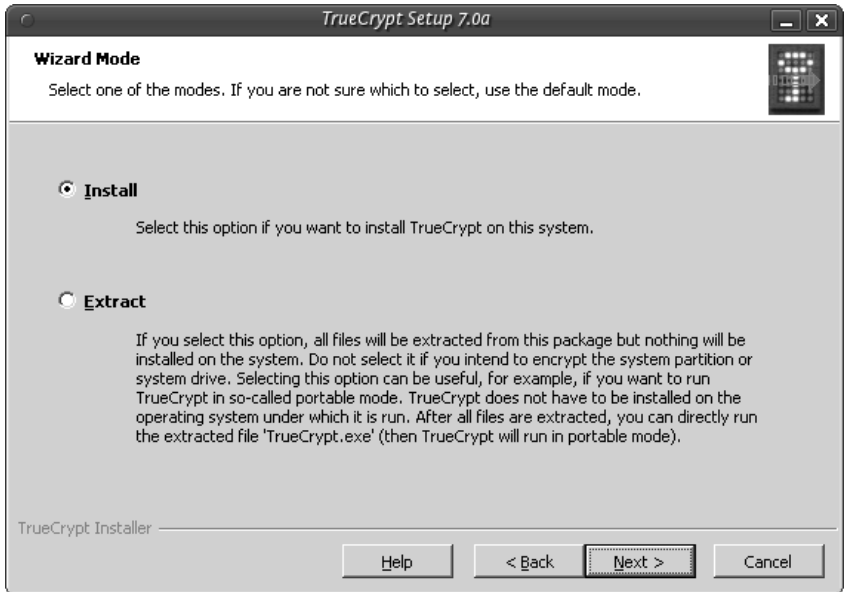 TrueCrypt Setup 7.0a
Wizard Mode
Select one of the modes. If you are not sure which to select, use the default mode.
Install
Select this option if you want to install TrueCrypt on this system.
Extract
If you select this option, all files will be extracted from this package but nothing will be
installed on the system. Do not select it if you intend to encrypt the system partition or
system drive. Selecting this option can be useful, for example, if you want to run
TrueCrypt in so-called portable mode. TrueCrypt does not have to be installed on the
operating system under which it is run. After all files are extracted, you can directly run
the extracted file 'TrueCrypt.exe' (then TrueCrypt will run in portable mode).
TrueCrypt Installer
Help < Back Next > Cancel